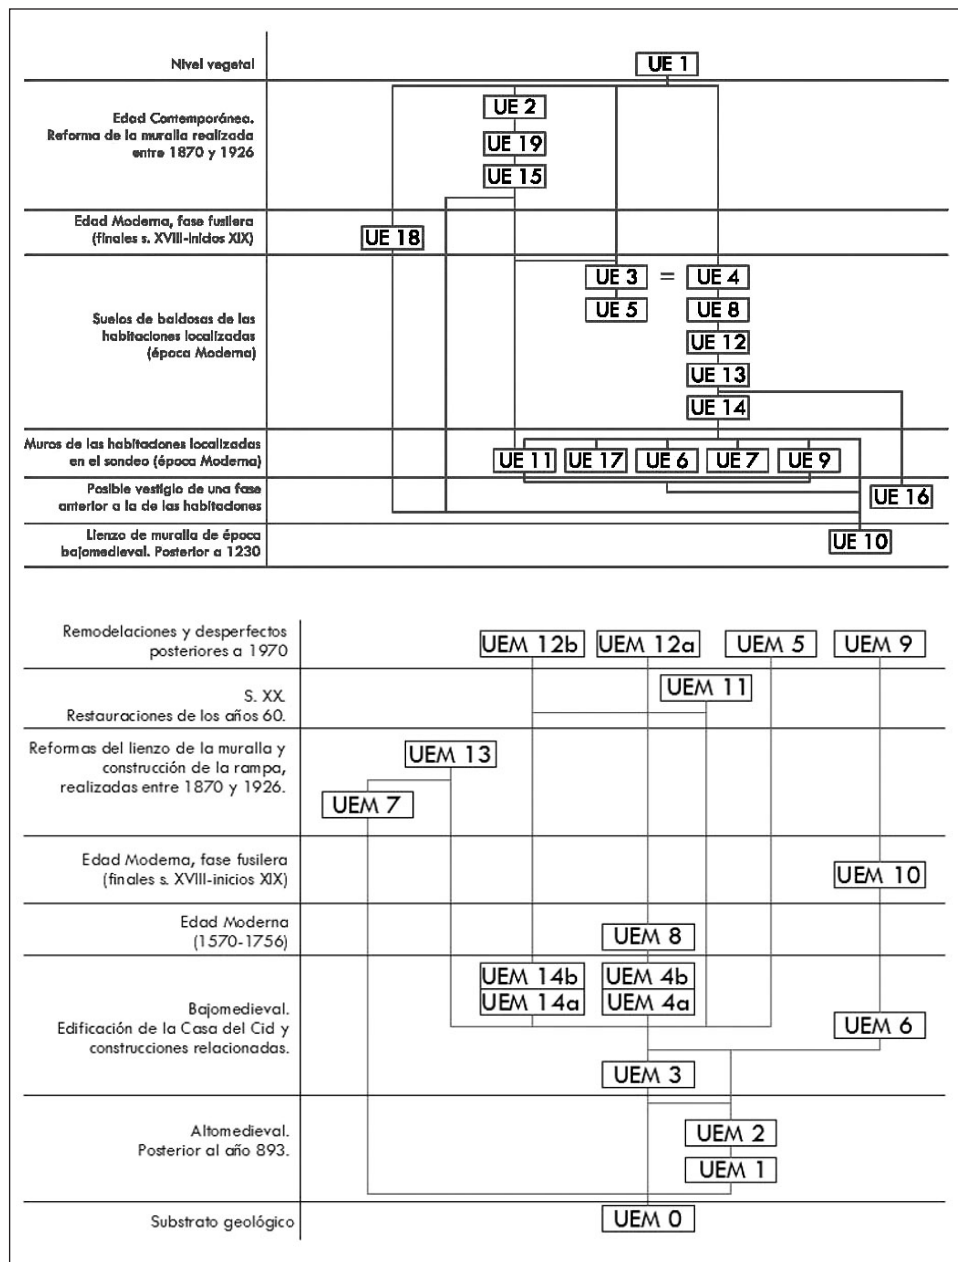 Nivel vegetal
UE 1
Edad Contemporánea.
Reforma de la muralla realizada
entre 1870 y 1926
UE 2
UE 19
UE 15
Edad Moderna, fase fusilera
(finales s. XVIII-inicios XIX)
UE 18
Suelos de baldosas de las
habitaciones localizadas
(época Moderna)
UE 3 = UE 4
UE 5 UE 8
UE 12
UE 13
UE 14
Muros de las habitaciones localizadas
en el sondeo (época Moderna)
UE 11 UE 17 UE 6 UE 7 UE 9
Posible vestigio de una fase
anterior a la de las habitaciones
UE 16
Lienzo de muralla de época
bajomedieval. Posterior a 1230
UE 10
Remodelaciones y desperfectos
posteriores a 1970
UEM 12b UEM 12a UEM 5 UEM 9
S. XX.
Restauraciones de los años 60.
UEM 11
Reformas del lienzo de la muralla y
construcción de la rampa,
realizadas entre 1870 y 1926.
UEM 13
UEM 7
Edad Moderna, fase fusilera
(finales s. XVIII-inicios XIX)
UEM 10
Edad Moderna
(1570-1756)
UEM 8
Bajomedieval.
Edificación de la Casa del Cid y
construcciones relacionadas.
UEM 14b UEM 4b
UEM 14a UEM 4a
UEM 6
UEM 3
Altomedieval.
Posterior al año 893.
UEM 2
UEM 1
Substrato geológico
UEM 0